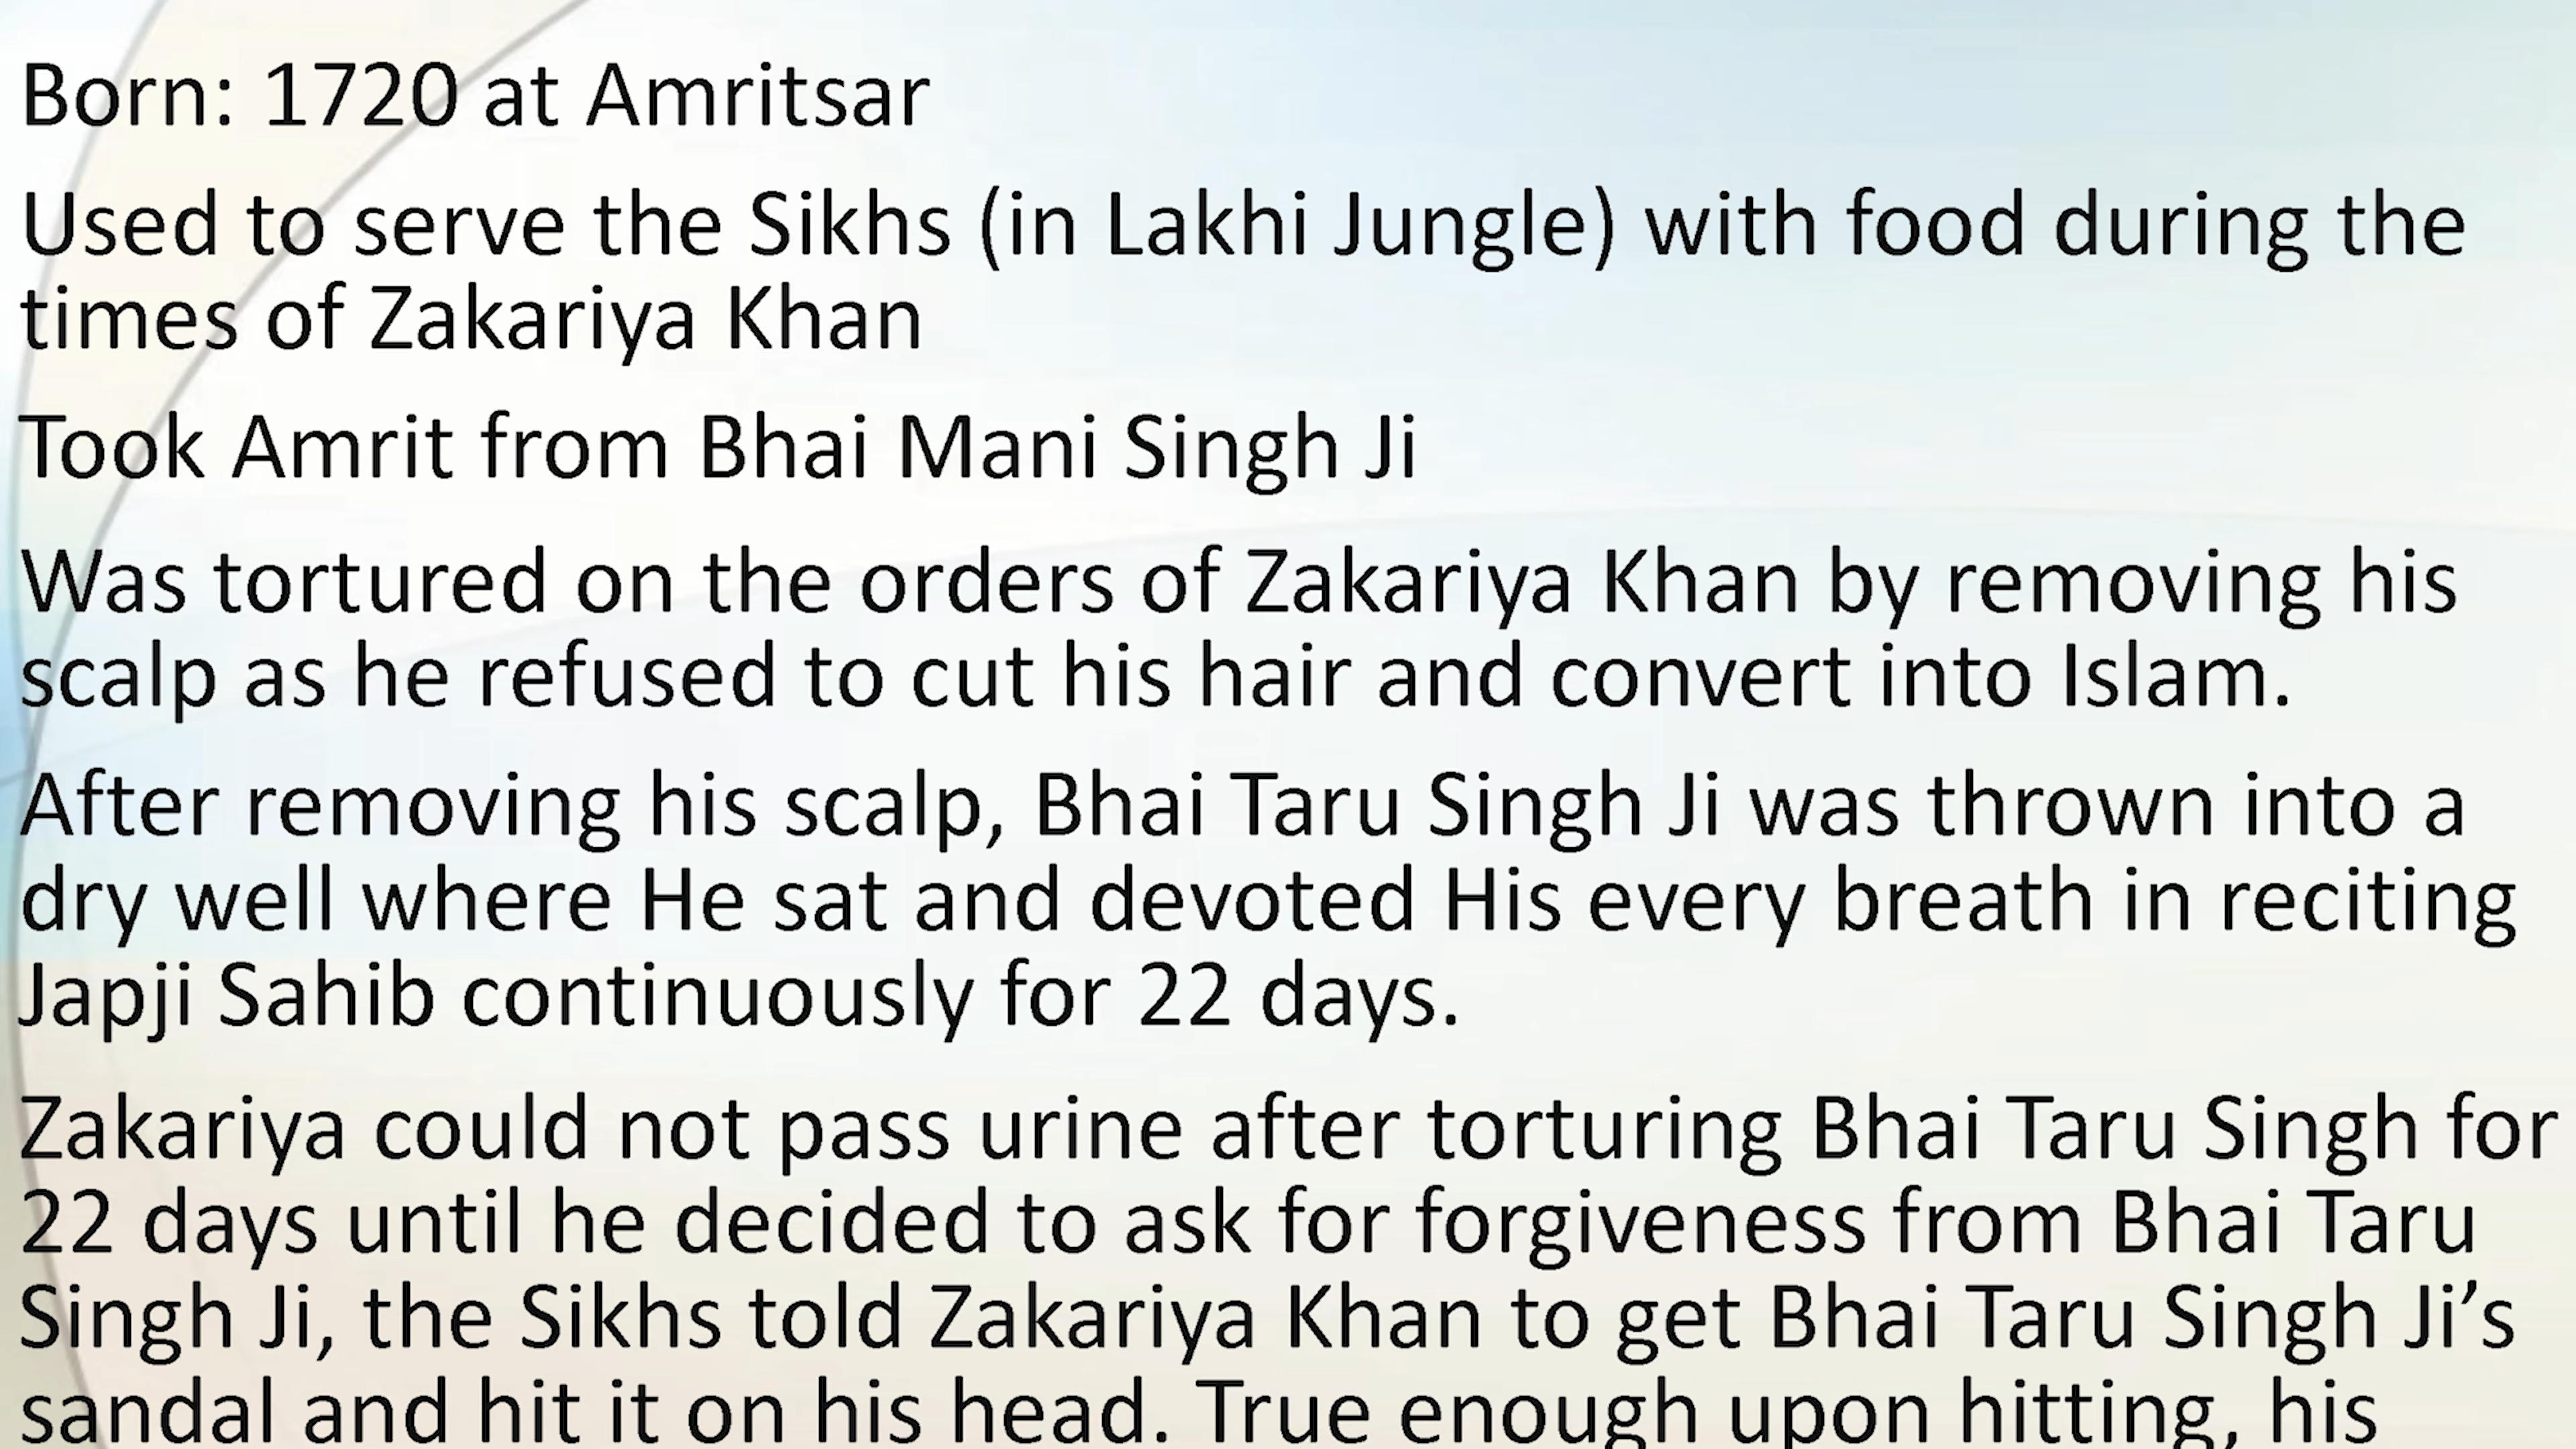 Born: 1720 at Amritsar
Used to serve the Sikhs (in Lakhi Jungle) with food during the
times of Zakariya Khan
Took Amrit from Bhai Mani Singh Ji
Was tortured on the orders of Zakariya Khan by removing his
scalp as he refused to cut his hair and convert into Islam.
After removing his scalp, Bhai Taru Singh Ji was thrown into a
dry well where He sat and devoted His every breath in reciting
Japji Sahib continuously for 22 days.
Zakariya could not pass urine after torturing Bhai Taru Singh for
22 days until he decided to ask for forgiveness from Bhai Taru
Singh Ji, the Sikhs told Zakariya Khan to get Bhai Taru Singh Ji’s
sandal and hit it on his head. True enough upon hitting, his